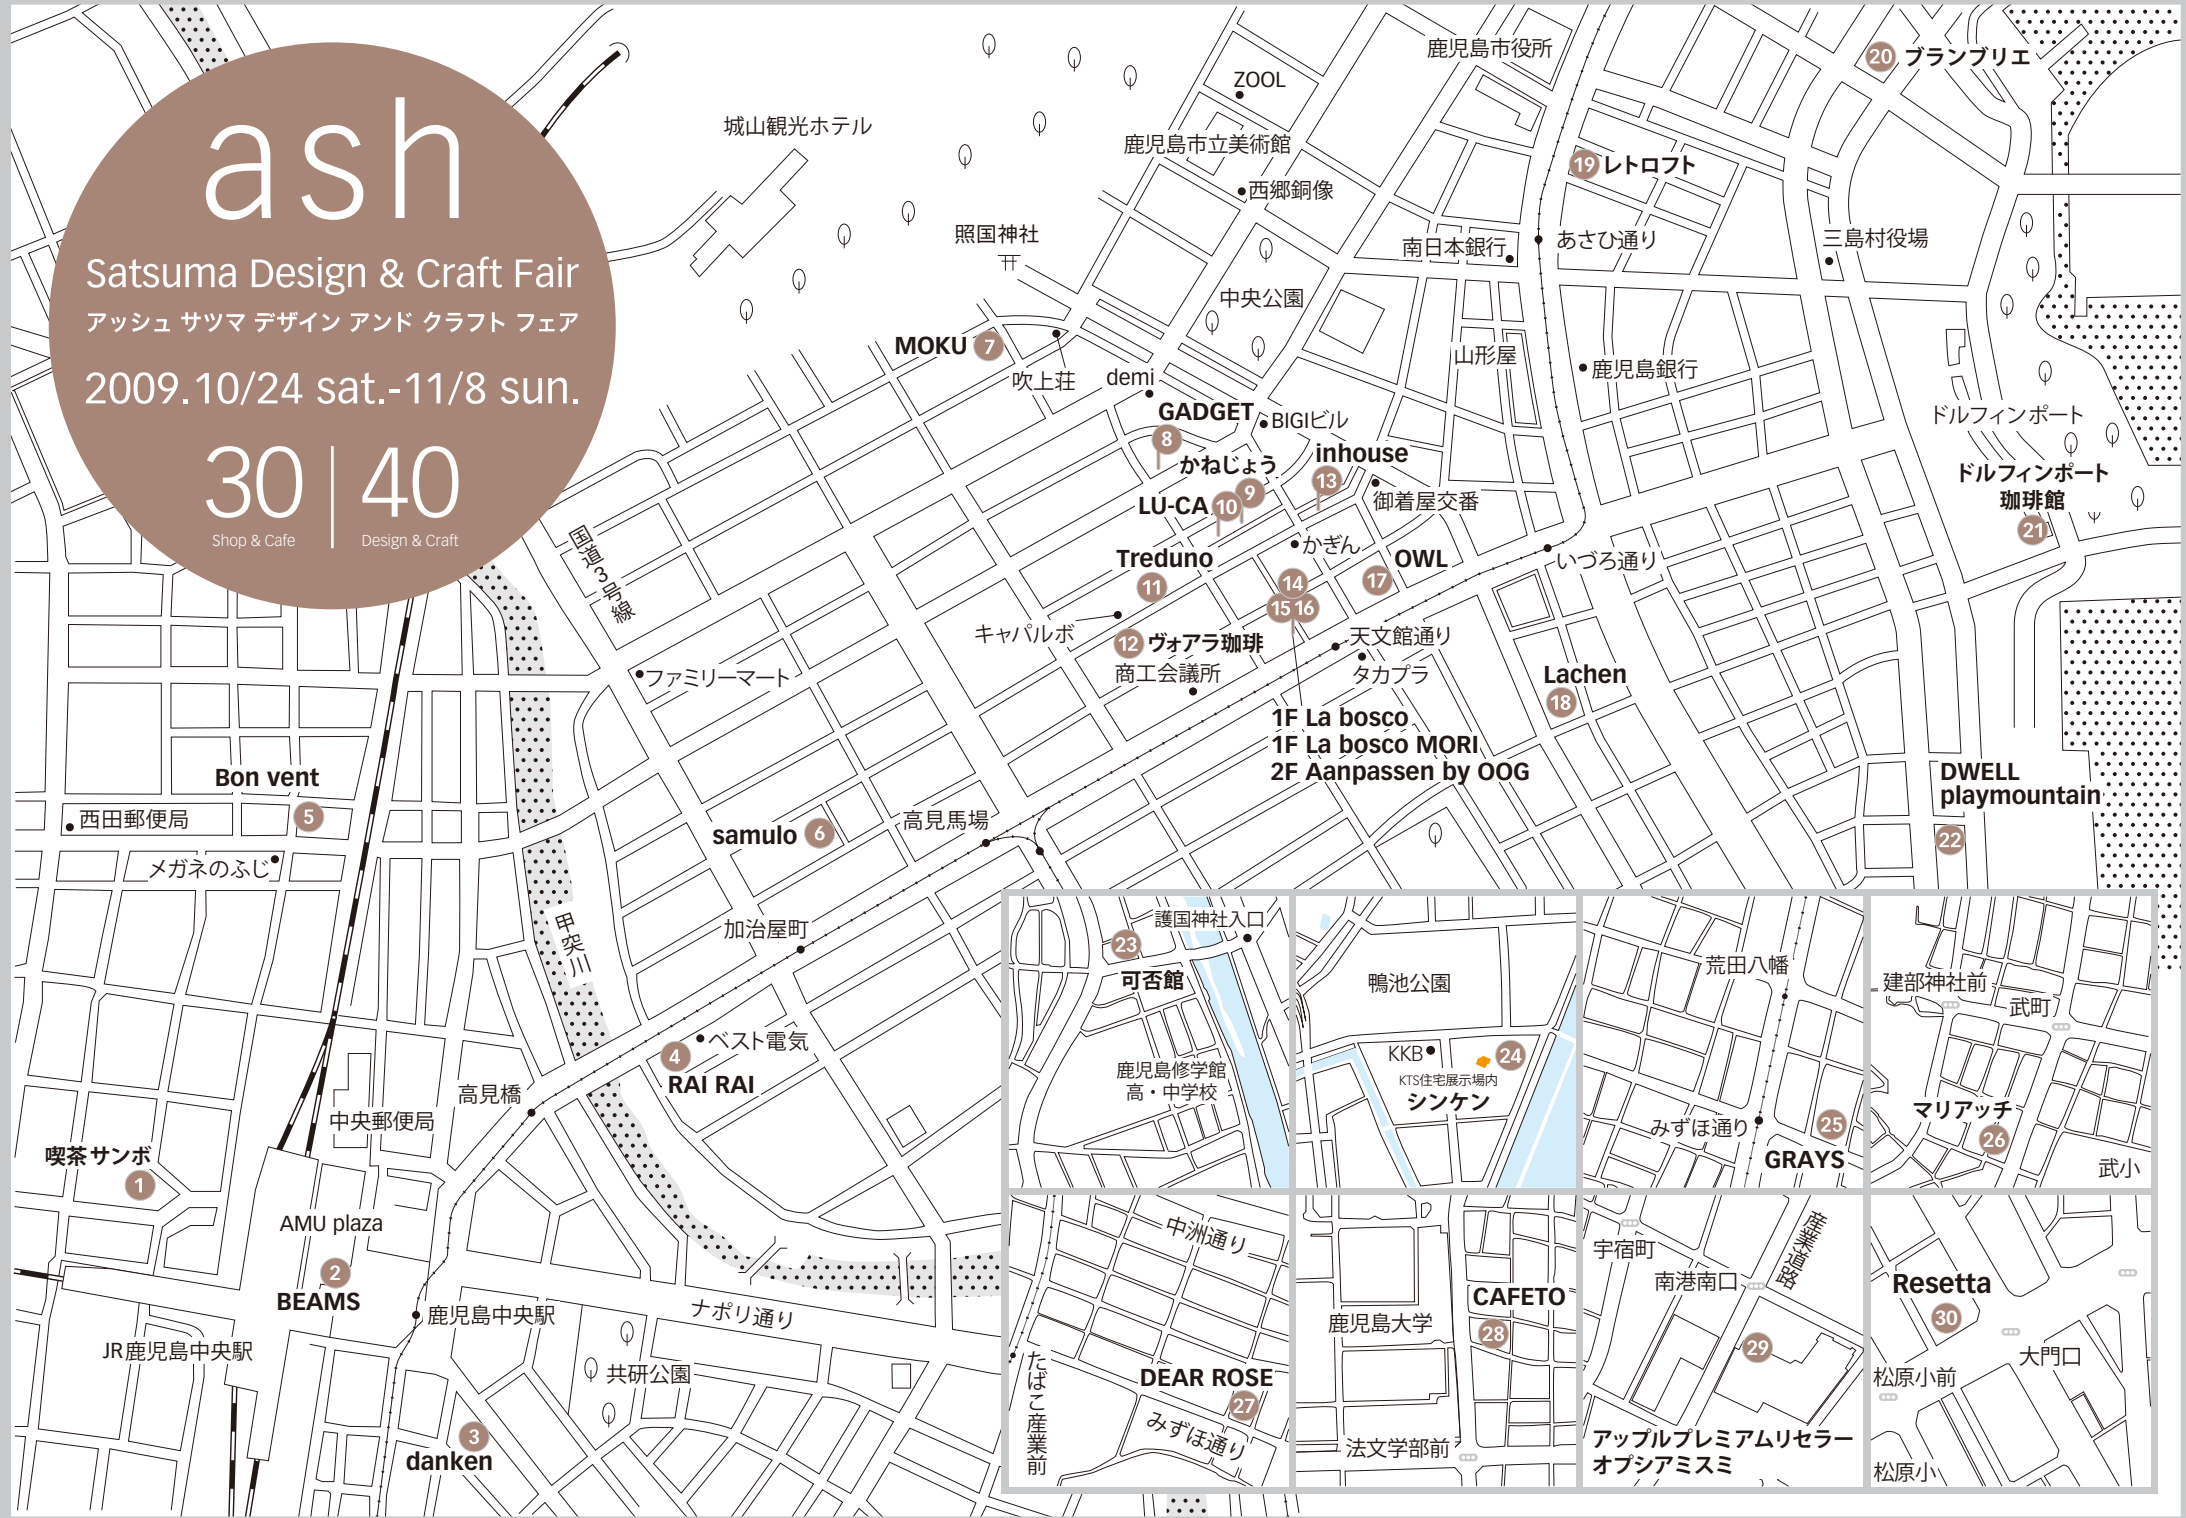 ash
Satsuma Design & Craft Fair
アッシュ サツマ デザイン アンド クラフト フェア
2009.10/24 sat.-11/8 sun.
30
40
Shop & Cafe
Design & Craft
城山観光ホテル
照国神社
ZOOL
鹿児島市立美術館
西郷銅像
中央公園
鹿児島市役所
20 ブランブリエ
19 レトロフト
南日本銀行
あさひ通り
三島村役場
山形屋
鹿児島銀行
ドルフィンポート
ドルフィンポート
珈琲館
21
MOKU 7
吹上荘
demi
GADGET
8
BIGIビル
かねじょう
9
LU-CA 10
inhouse
13
御着屋交番
かぎん
OWL
17
いづろ通り
Treduno
11
14
15 16
キャパルボ
12 ヴォアラ珈琲
商工会議所
天文館通り
タカプラ
Lachen
18
1F La bosco
1F La bosco MORI
2F Aanpassen by OOG
DWELL
playmountain
22
国道3号線
ファミリーマート
Bon vent
5
西田郵便局
メガネのふじ
samulo 6
高見馬場
加治屋町
甲突川
4
ベスト電気
RAI RAI
高見橋
中央郵便局
喫茶サンボ
1
AMU plaza
2
BEAMS
鹿児島中央駅
JR鹿児島中央駅
ナポリ通り
共研公園
3
danken
護国神社入口
23
可否館
鹿児島修学館
高・中学校
鴨池公園
KKB
24
KTS住宅展示場内
シンケン
荒田八幡
みずほ通り
25
GRAYS
建部神社前
武町
マリアッチ
26
武小
中洲通り
DEAR ROSE
27
みずほ通り
たばこ産業前
CAFETO
28
鹿児島大学
法文学部前
産業道路
宇宿町
南港南口
29
アップルプレミアムリセラー
オプシアミスミ
Resetta
30
大門口
松原小前
松原小